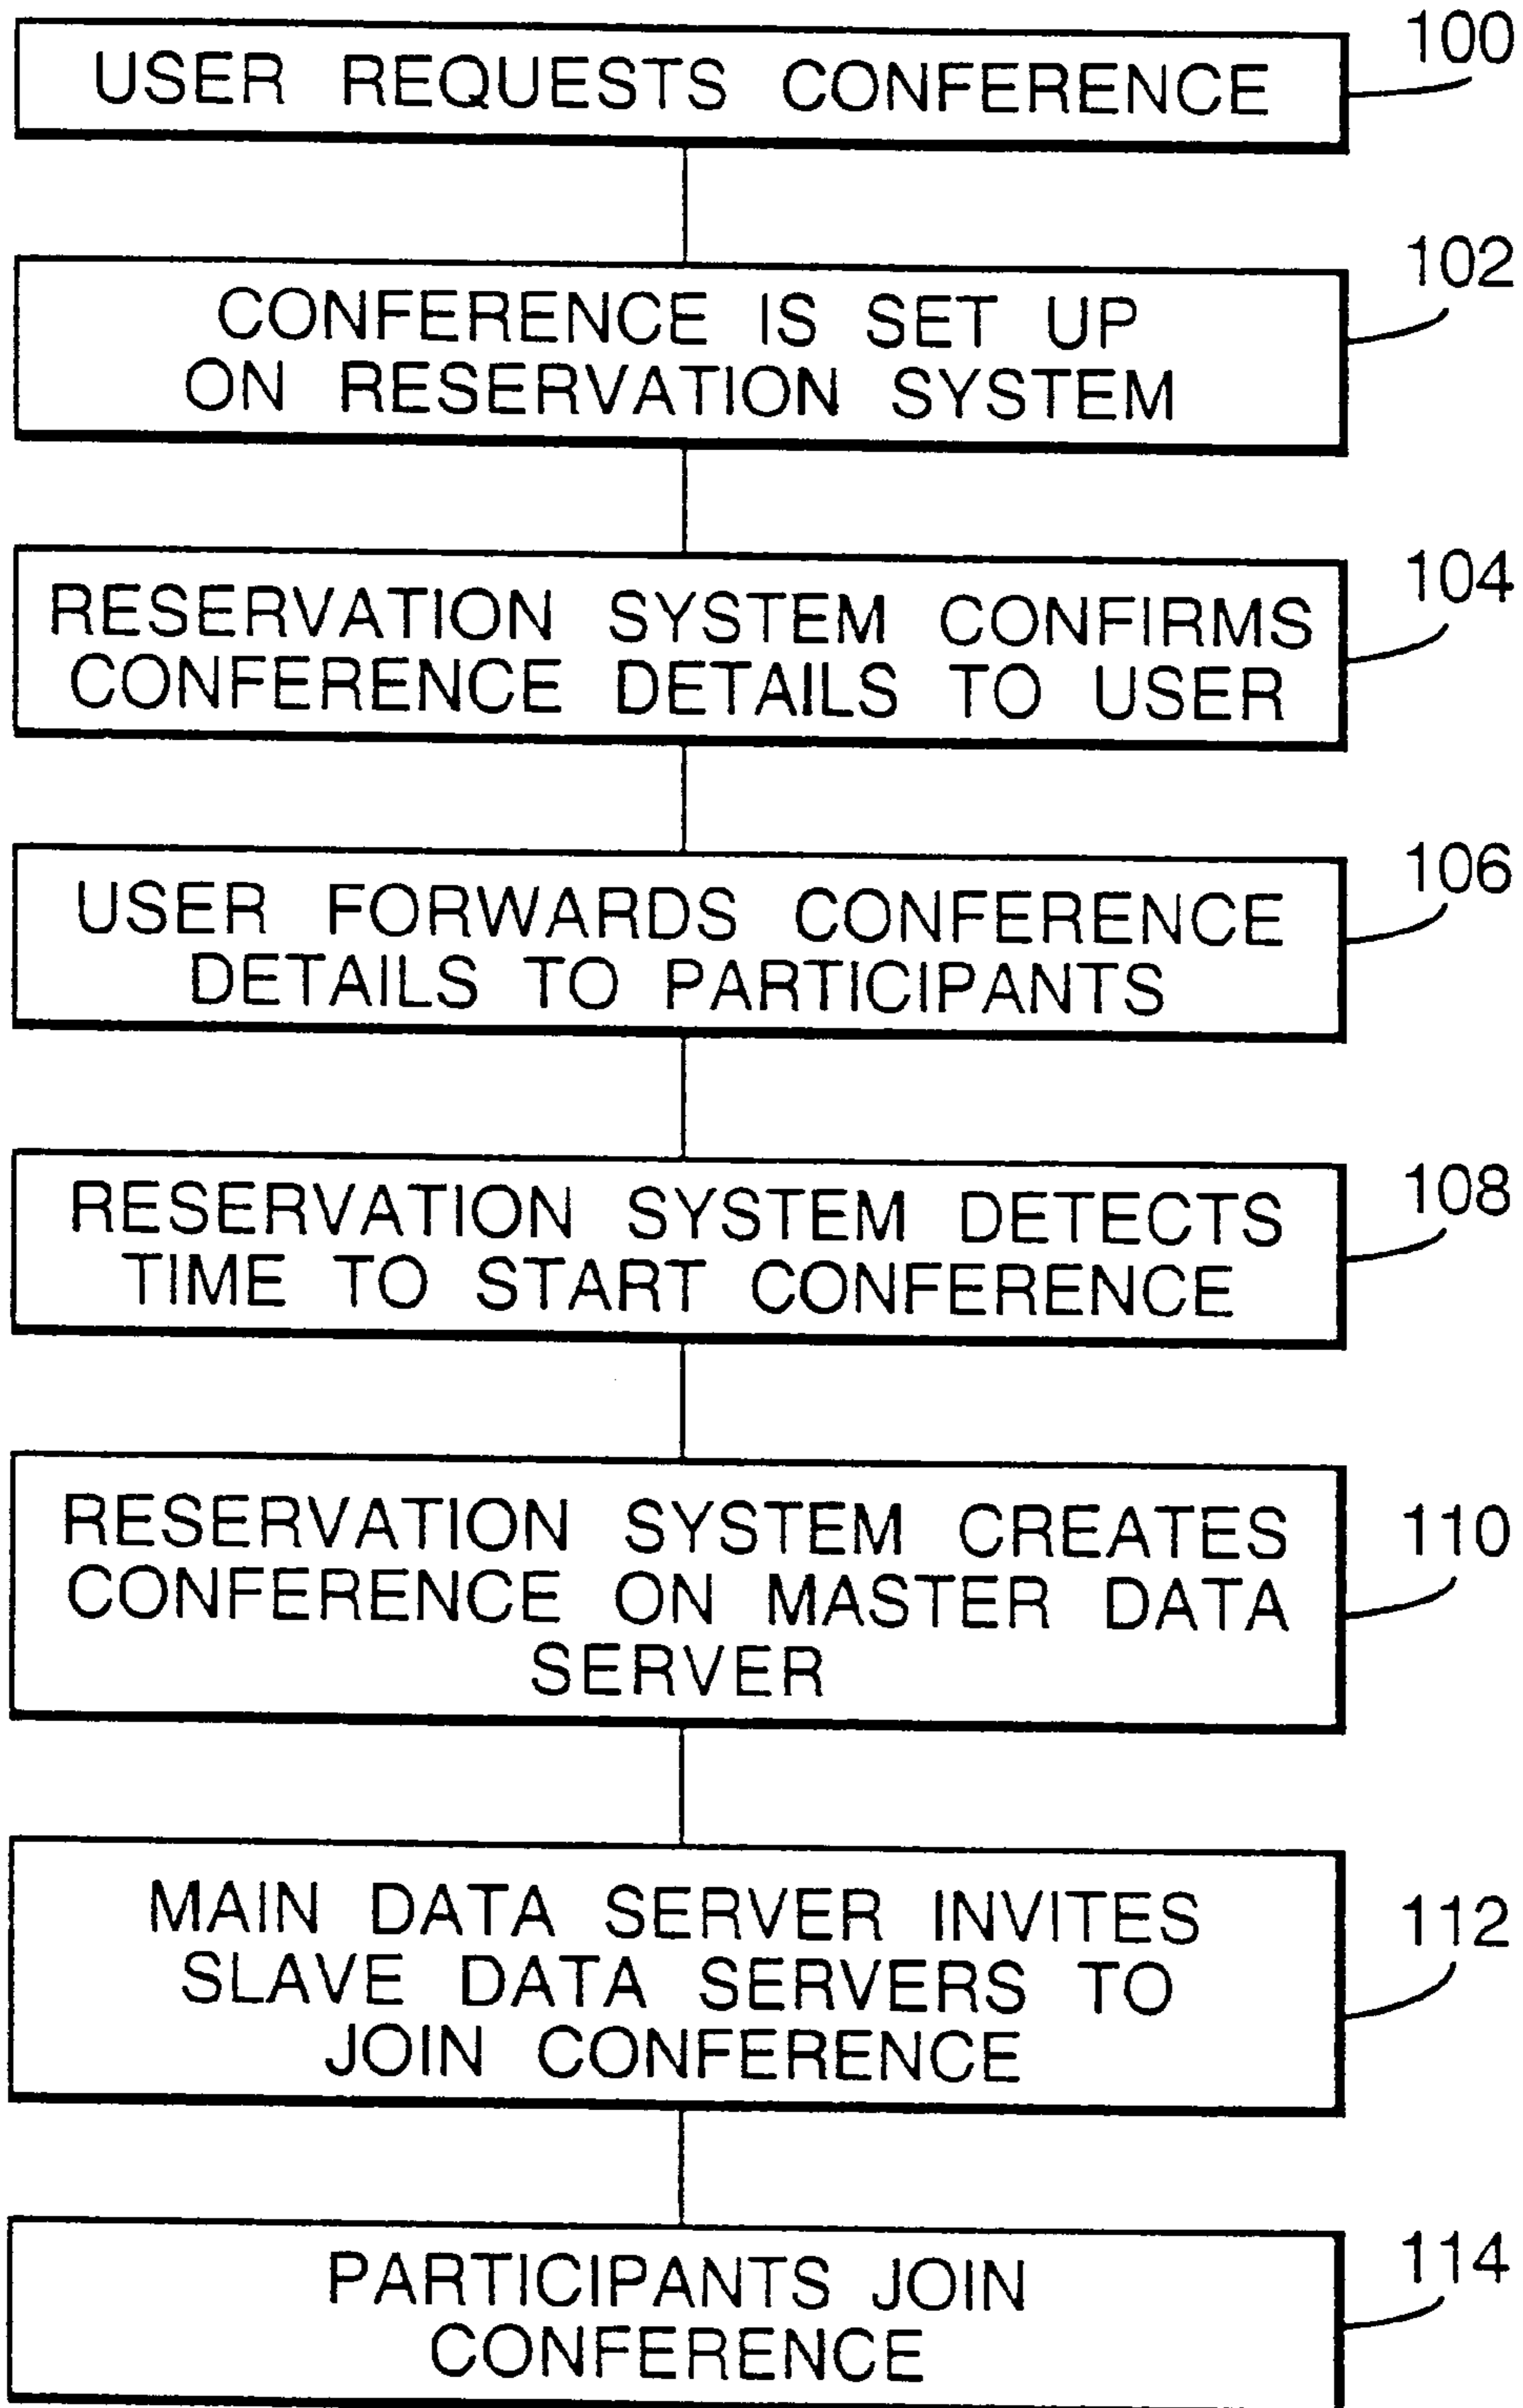 100
USER REQUESTS CONFERENCE
102
CONFERENCE IS SET UP
ON RESERVATION SYSTEM
104
RESERVATION SYSTEM CONFIRMS
CONFERENCE DETAILS TO USER
106
USER FORWARDS CONFERENCE
DETAILS TO PARTICIPANTS
108
RESERVATION SYSTEM DETECTS
TIME TO START CONFERENCE
110
RESERVATION SYSTEM CREATES
CONFERENCE ON MASTER DATA
SERVER
112
MAIN DATA SERVER INVITES
SLAVE DATA SERVERS TO
JOIN CONFERENCE
114
PARTICIPANTS JOIN
CONFERENCE